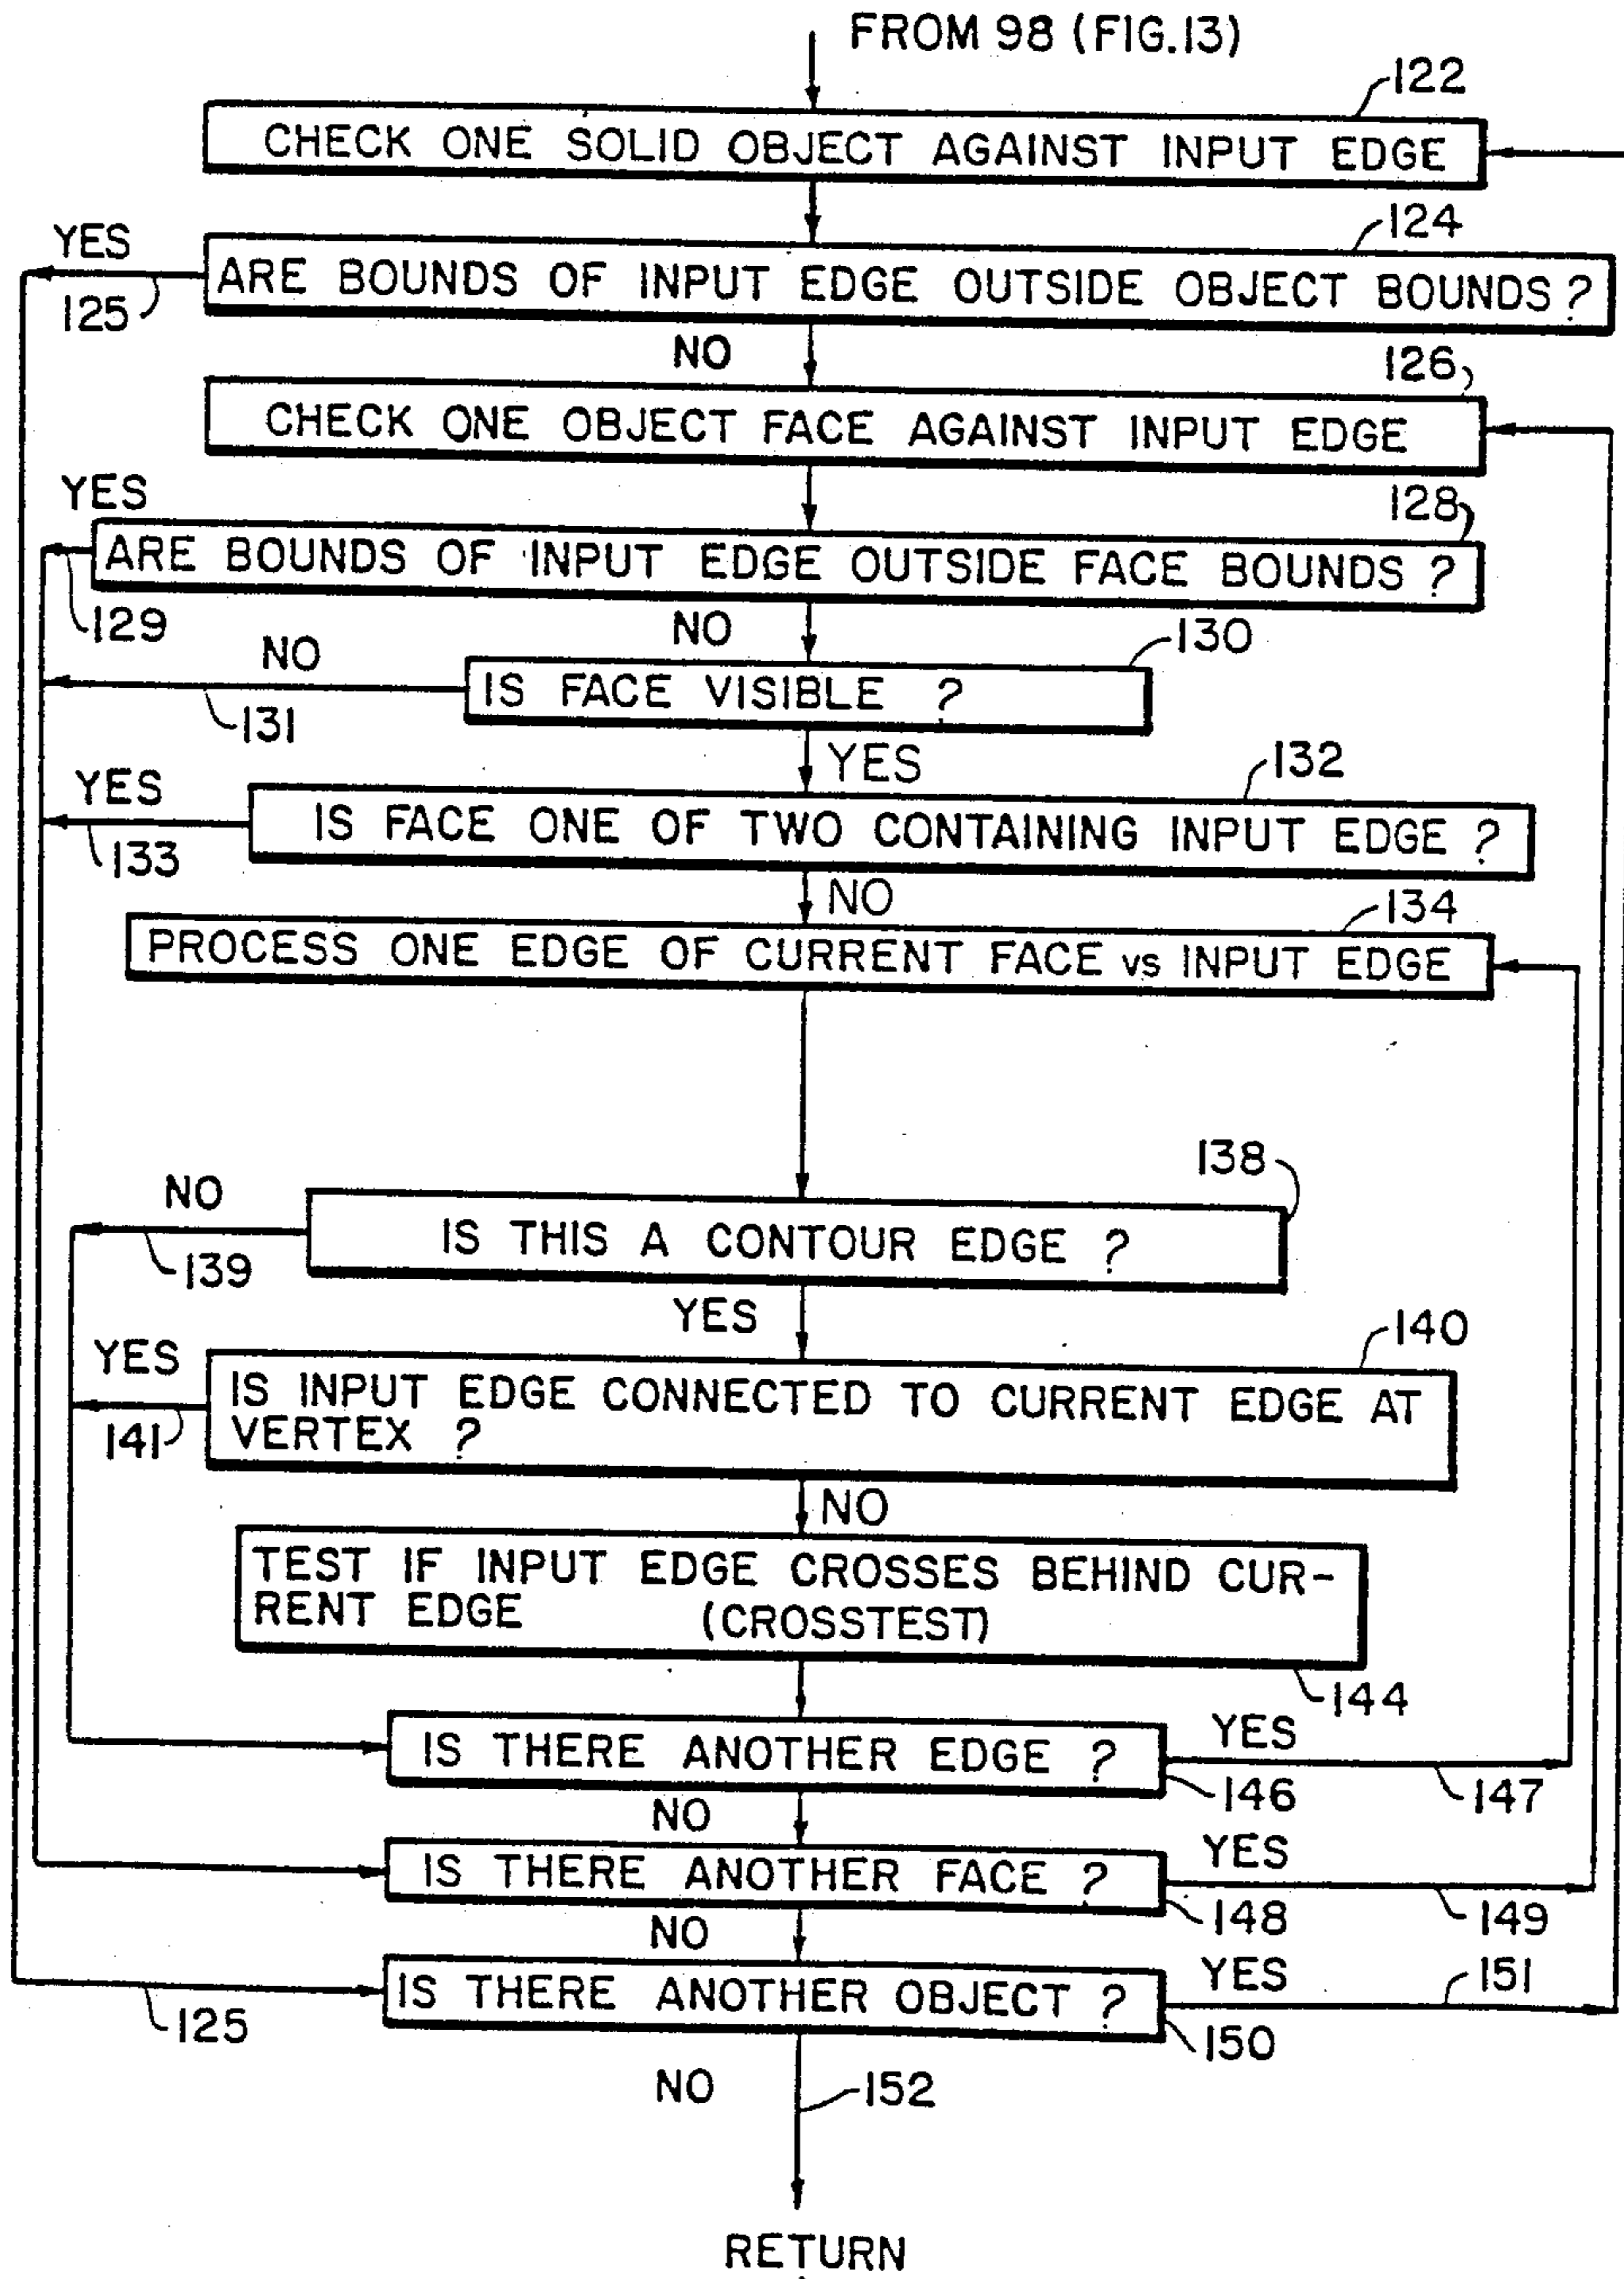 FROM 98 (FIG.13)
122
CHECK ONE SOLID OBJECT AGAINST INPUT EDGE
124
YES
ARE BOUNDS OF INPUT EDGE OUTSIDE OBJECT BOUNDS ?
125
NO
126
CHECK ONE OBJECT FACE AGAINST INPUT EDGE
YES
128
ARE BOUNDS OF INPUT EDGE OUTSIDE FACE BOUNDS ?
129
NO
130
NO
IS FACE VISIBLE ?
131
YES
132
YES
IS FACE ONE OF TWO CONTAINING INPUT EDGE ?
133
NO
134
PROCESS ONE EDGE OF CURRENT FACE vs INPUT EDGE
138
NO
IS THIS A CONTOUR EDGE ?
139
YES
140
YES
IS INPUT EDGE CONNECTED TO CURRENT EDGE AT
VERTEX ?
141
NO
TEST IF INPUT EDGE CROSSES BEHIND CUR-
RENT EDGE (CROSSTEST)
144
IS THERE ANOTHER EDGE ?
YES
146
147
NO
IS THERE ANOTHER FACE ?
YES
148
149
NO
IS THERE ANOTHER OBJECT ?
YES
151
125
150
NO
152
RETURN